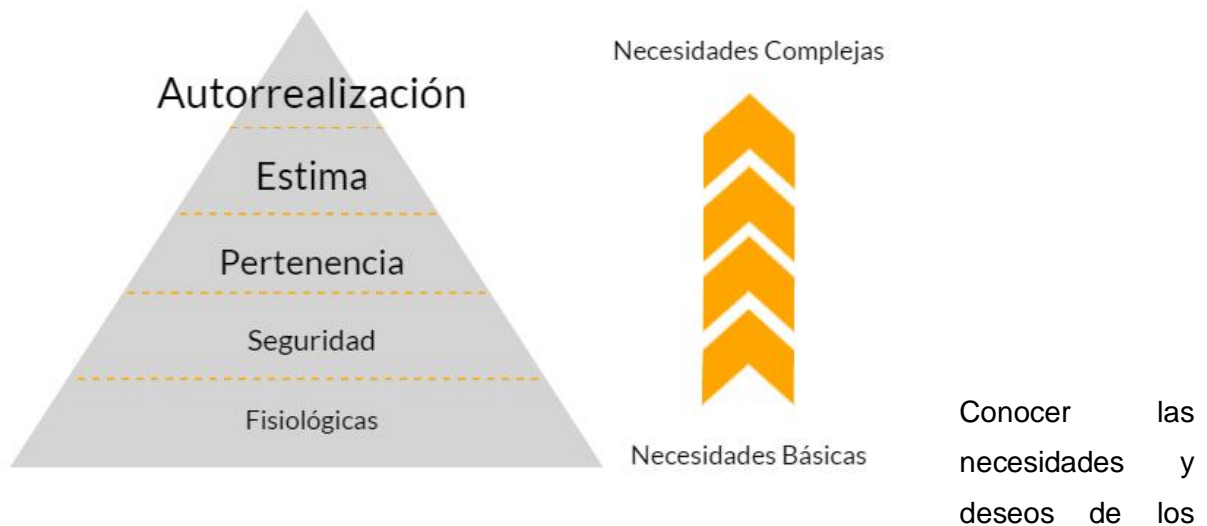 Necesidades Complejas
Autorrealización
Estima
Pertenencia
Seguridad
Fisiológicas
Necesidades Básicas
Conocer las
necesidades y
deseos de los